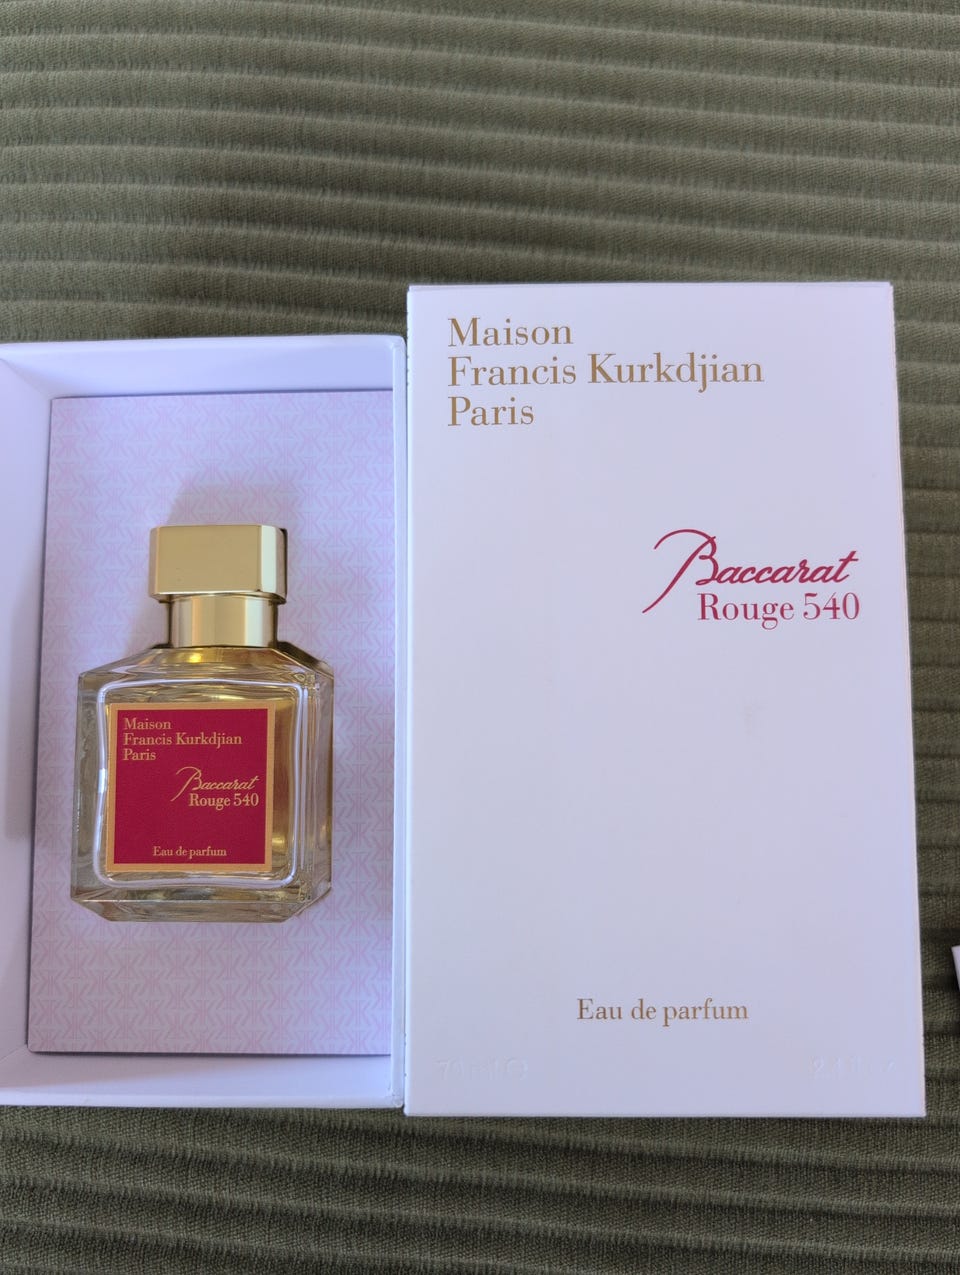 Maison
Francis Kurkdjian
Paris
Baccarat
Rouge 540
Eau de parfum
Maison
Francis Kurkdjian
Paris
Baccarat
Rouge 540
Eau de parfum